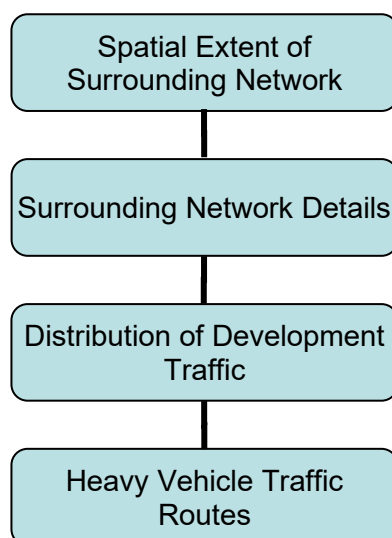 Spatial Extent of
Surrounding Network
Surrounding Network Details
Distribution of Development
Traffic
Heavy Vehicle Traffic
Routes